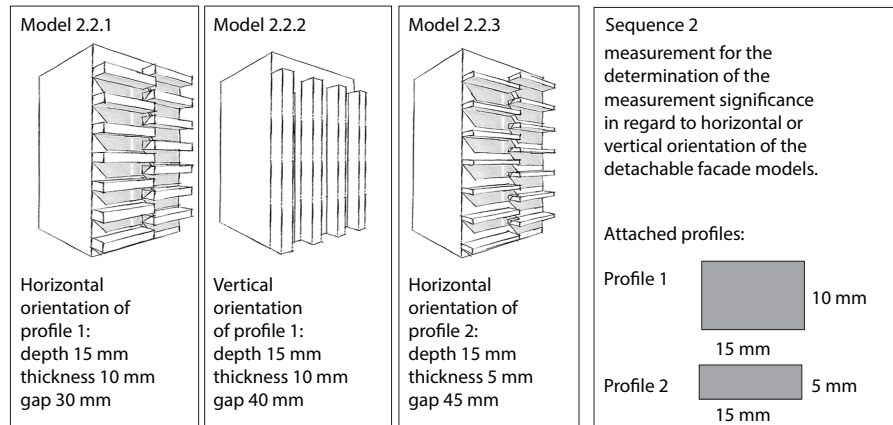 Model 2.2.1
Horizontal
orientation of
profile 1:
depth 15 mm
thickness 10 mm
gap 30 mm
Model 2.2.2
Vertical
orientation
of profile 1:
depth 15 mm
thickness 10 mm
gap 40 mm
Model 2.2.3
Horizontal
orientation of
profile 2:
depth 15 mm
thickness 5 mm
gap 45 mm
Sequence 2
measurement for the
determination of the
measurement significance
in regard to horizontal or
vertical orientation of the
detachable facade models.
Attached profiles:
Profile 1
10 mm
15 mm
Profile 2
5 mm
15 mm